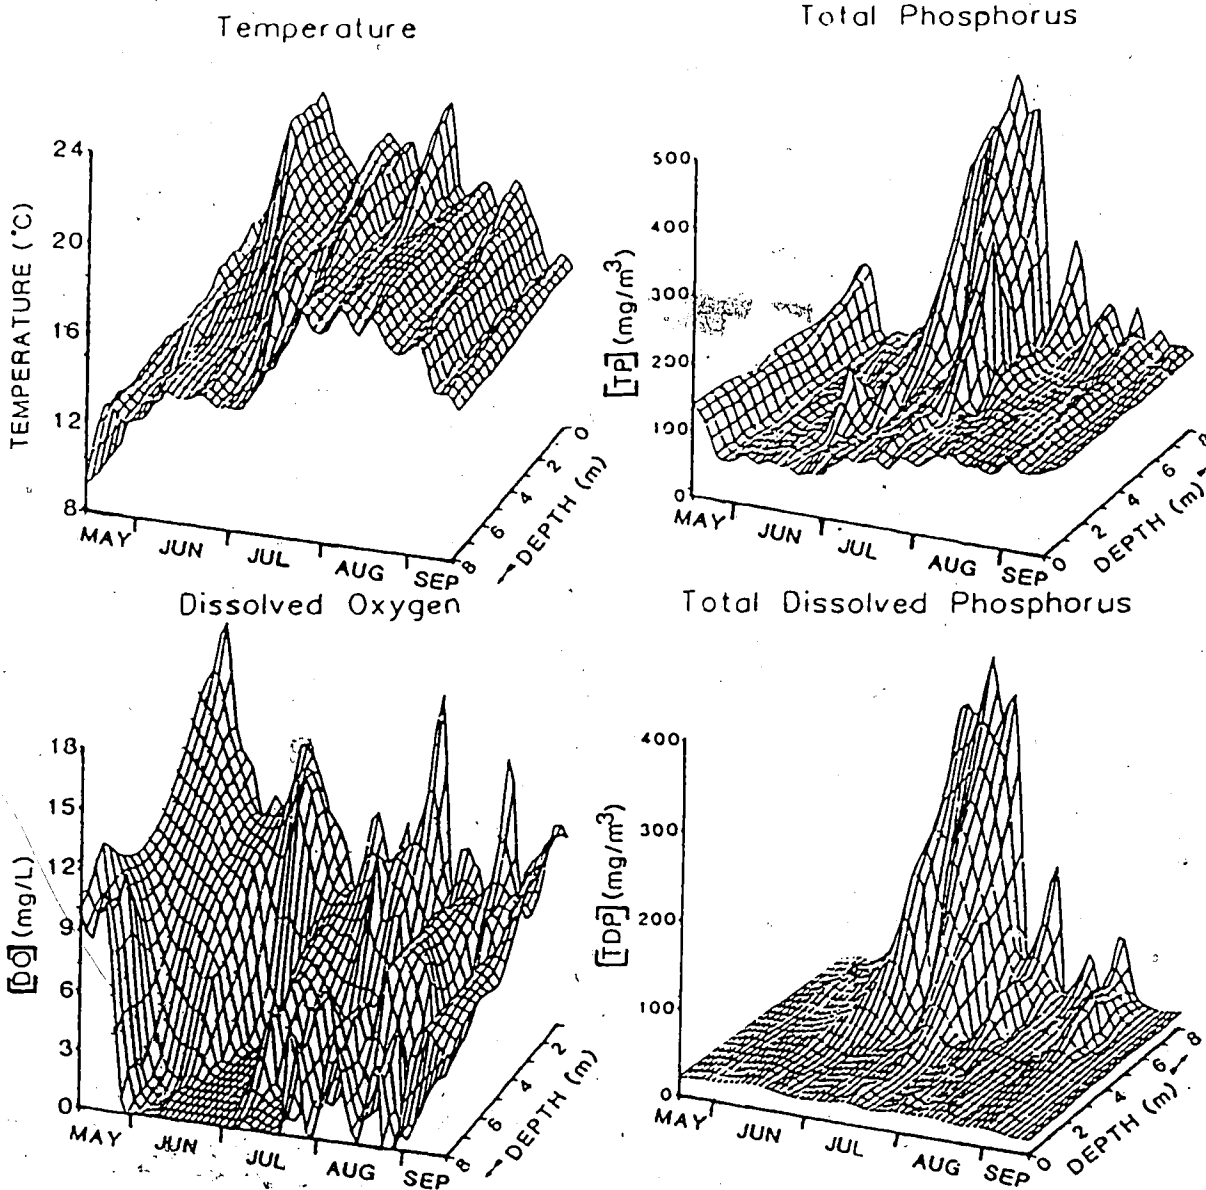 Temperature
24
20
16
12
8
TEMPERATURE (°C)
MAY JUN JUL AUG SEP
8 6 4 2 0
DEPTH (m)
Total Phosphorus
500
400
300
200
100
0
[TP] (mg/m³)
MAY JUN JUL AUG SEP
0 2 4 6 8
DEPTH (m)
Dissolved Oxygen
18
15
12
9
6
3
0
[DO] (mg/L)
MAY JUN JUL AUG SEP
8 6 4 2
DEPTH (m)
Total Dissolved Phosphorus
400
300
200
100
0
[TDP] (mg/m³)
MAY JUN JUL AUG SEP
0 2 4 6 8
DEPTH (m)